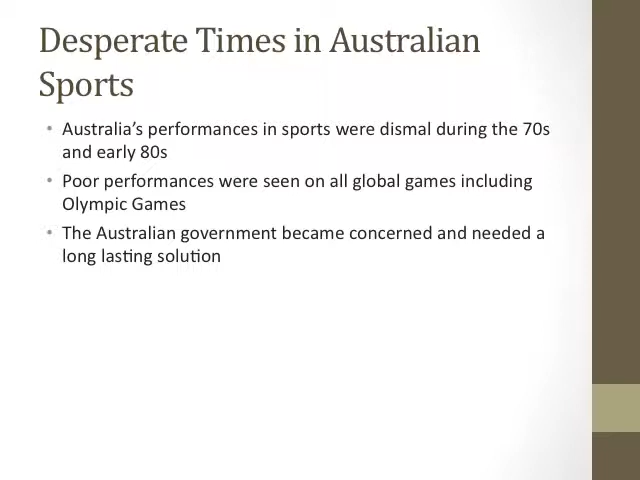 Desperate Times in Australian
Sports
• Australia's performances in sports were dismal during the 70s
and early 80s
• Poor performances were seen on all global games including
Olympic Games
• The Australian government became concerned and needed a
long lasting solution